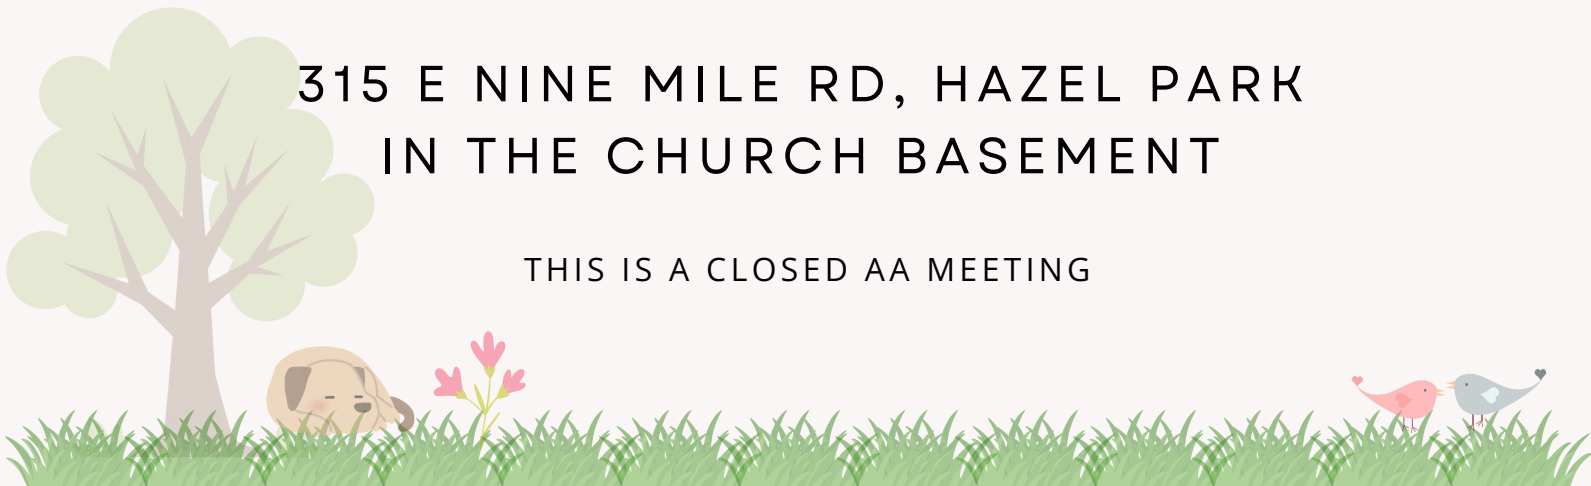 315 E NINE MILE RD, HAZEL PARK
IN THE CHURCH BASEMENT
THIS IS A CLOSED AA MEETING